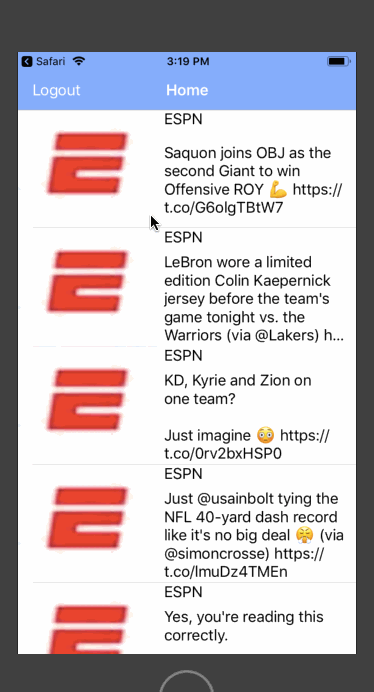 Safari 3:19 PM
Logout Home
ESPN
Saquon joins OBJ as the
second Giant to win
Offensive ROY 💪 https://
t.co/G6olgTBtW7
ESPN
LeBron wore a limited
edition Colin Kaepernick
jersey before the team's
game tonight vs. the
Warriors (via @Lakers) h...
ESPN
KD, Kyrie and Zion on
one team?
Just imagine 😳 https://
t.co/0rv2bxHSP0
ESPN
Just @usainbolt tying the
NFL 40-yard dash record
like it's no big deal 😤 (via
@simoncrosse) https://
t.co/lmuDz4TMEn
ESPN
Yes, you're reading this
correctly.